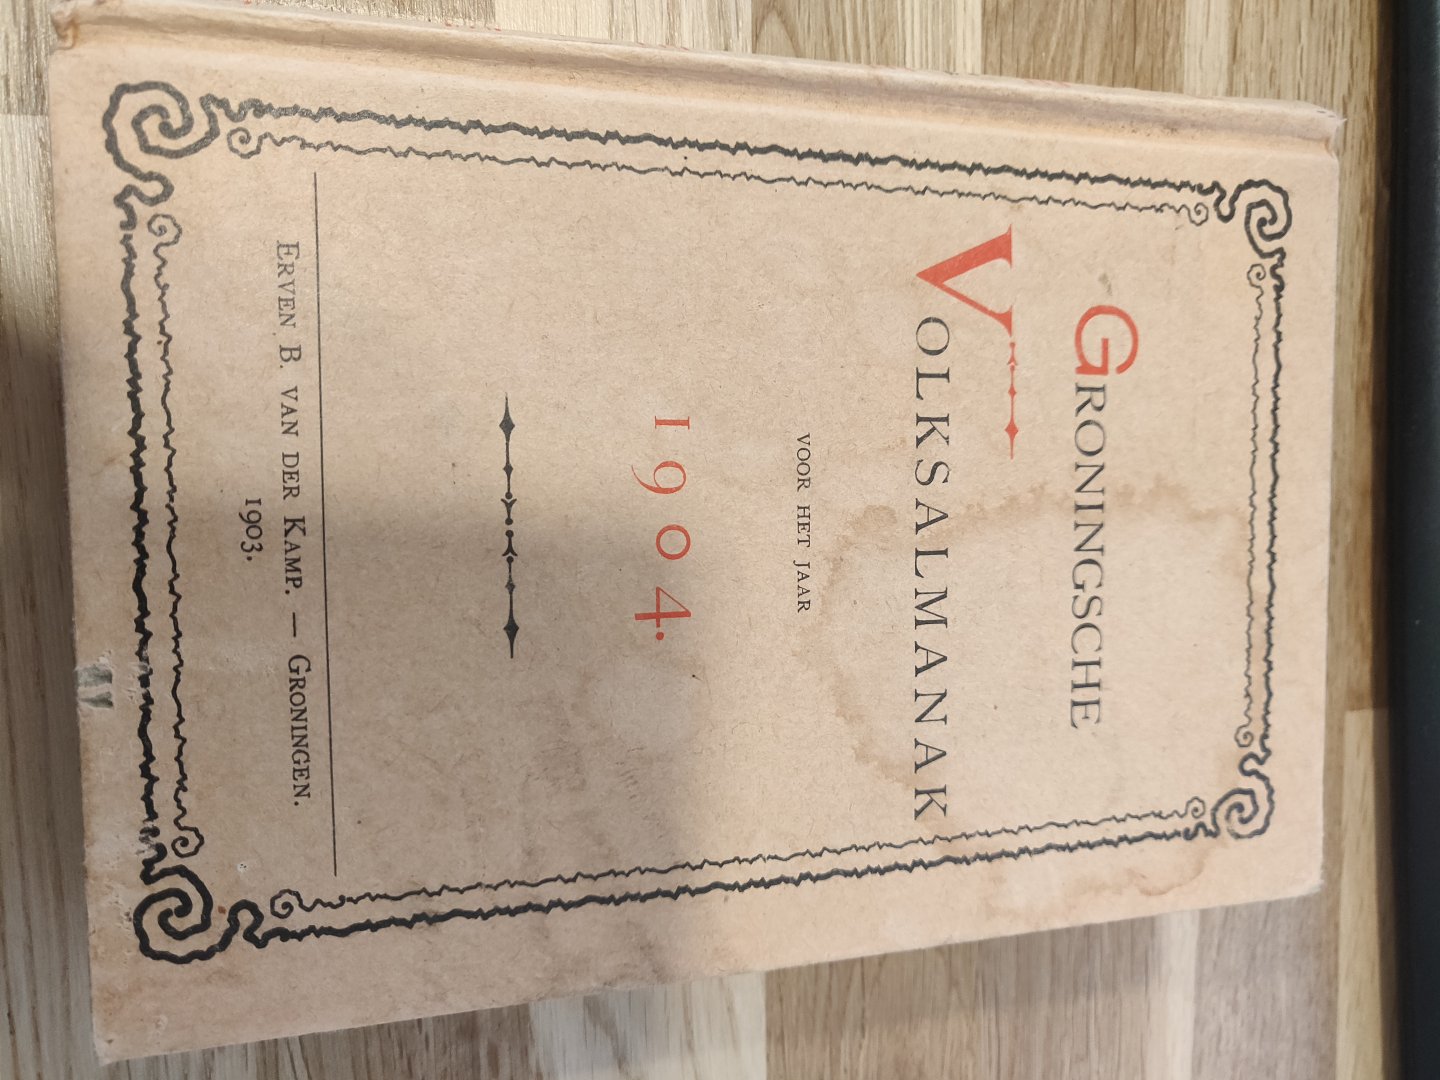 GRONINGSCHE
VOLKSALMANAK
VOOR HET JAAR
1904.
ERVEN B. VAN DER KAMP. — GRONINGEN.
1903.